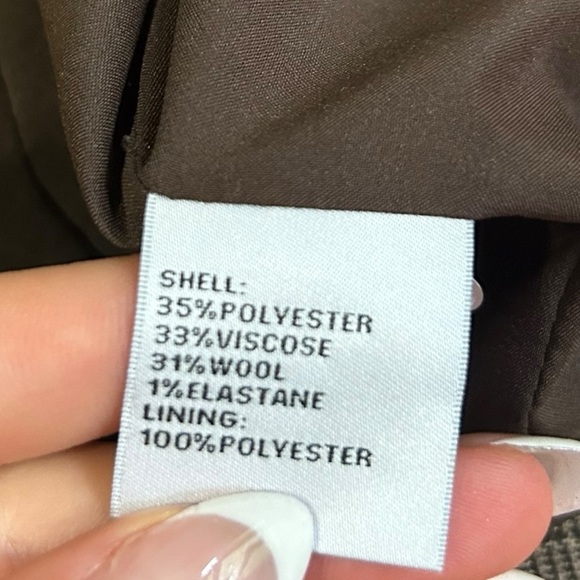 SHELL:
35%POLYESTER
33%VISCOSE
31%WOOL
1%ELASTANE
LINING:
100%POLYESTER